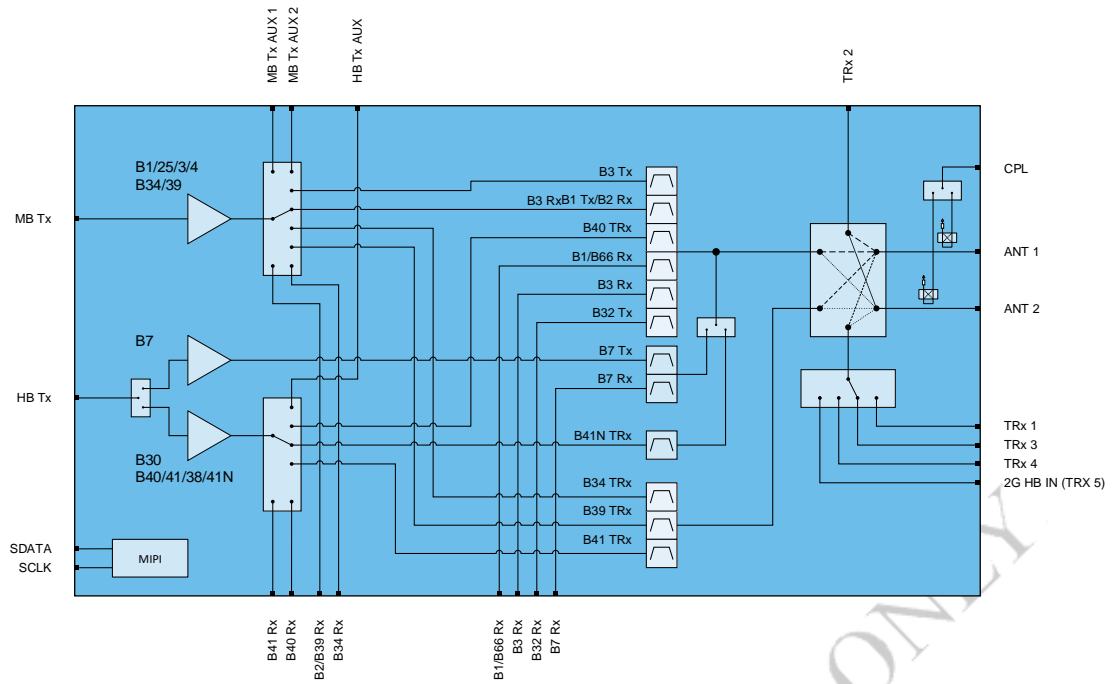 MB Tx AUX 1
MB Tx AUX 2
HB Tx AUX
TRx 2
B1/25/3/4
B34/39
MB Tx
B3 Tx
B3 RxB1 Tx/B2 Rx
B40 TRx
B1/B66 Rx
B3 Rx
B32 Tx
CPL
ANT 1
ANT 2
B7
B7 Tx
B7 Rx
HB Tx
B41N TRx
B30
B40/41/38/41N
B34 TRx
B39 TRx
B41 TRx
TRx 1
TRx 3
TRx 4
2G HB IN (TRX 5)
SDATA
SCLK
MIPI
B41 Rx
B40 Rx
B2/B39 Rx
B34 Rx
B1/B66 Rx
B3 Rx
B32 Rx
B7 Rx
ONLY